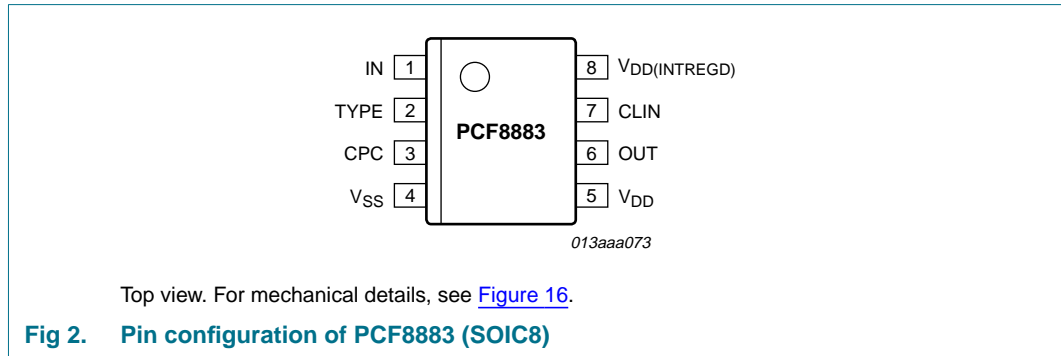 IN 1
TYPE 2
CPC 3
VSS 4
PCF8883
8 VDD(INTREGD)
7 CLIN
6 OUT
5 VDD
013aaa073
Top view. For mechanical details, see Figure 16.
Fig 2. Pin configuration of PCF8883 (SOIC8)